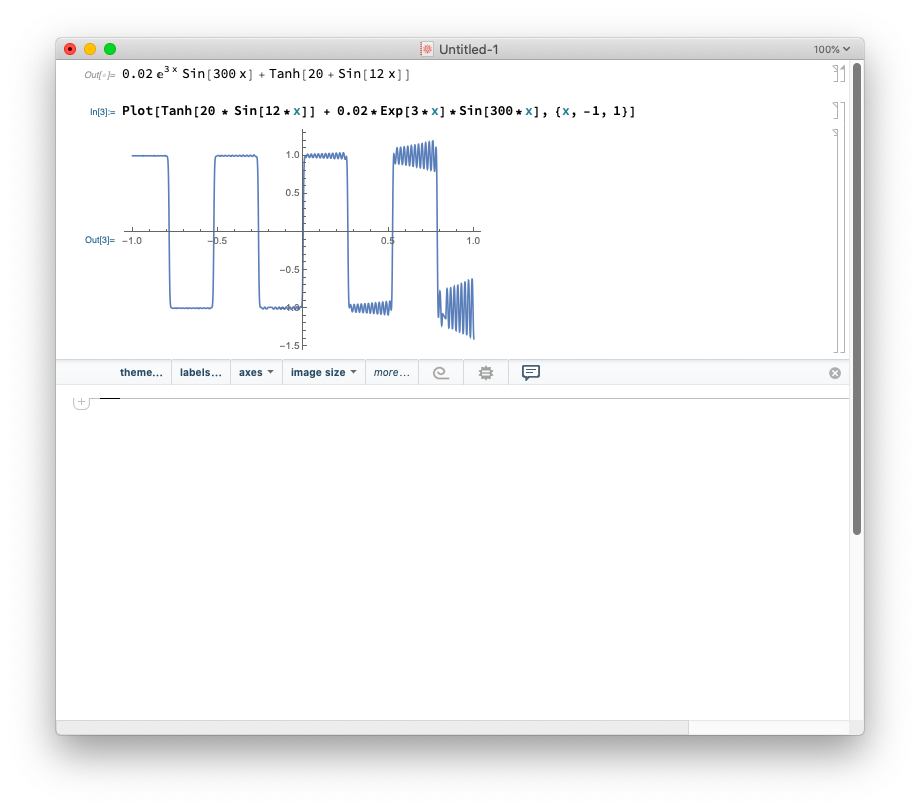 Untitled-1
100%
Out[∘]= 0.02 ⅇ^3 x Sin[300 x] + Tanh[20 + Sin[12 x]]
In[3]:= Plot[Tanh[20 * Sin[12*x]] + 0.02*Exp[3*x]*Sin[300*x], {x, -1, 1}]
1.0
0.5
Out[3]= -1.0 -0.5 0.5 1.0
-0.5
-1.0
-1.5
theme... labels... axes image size more...
+